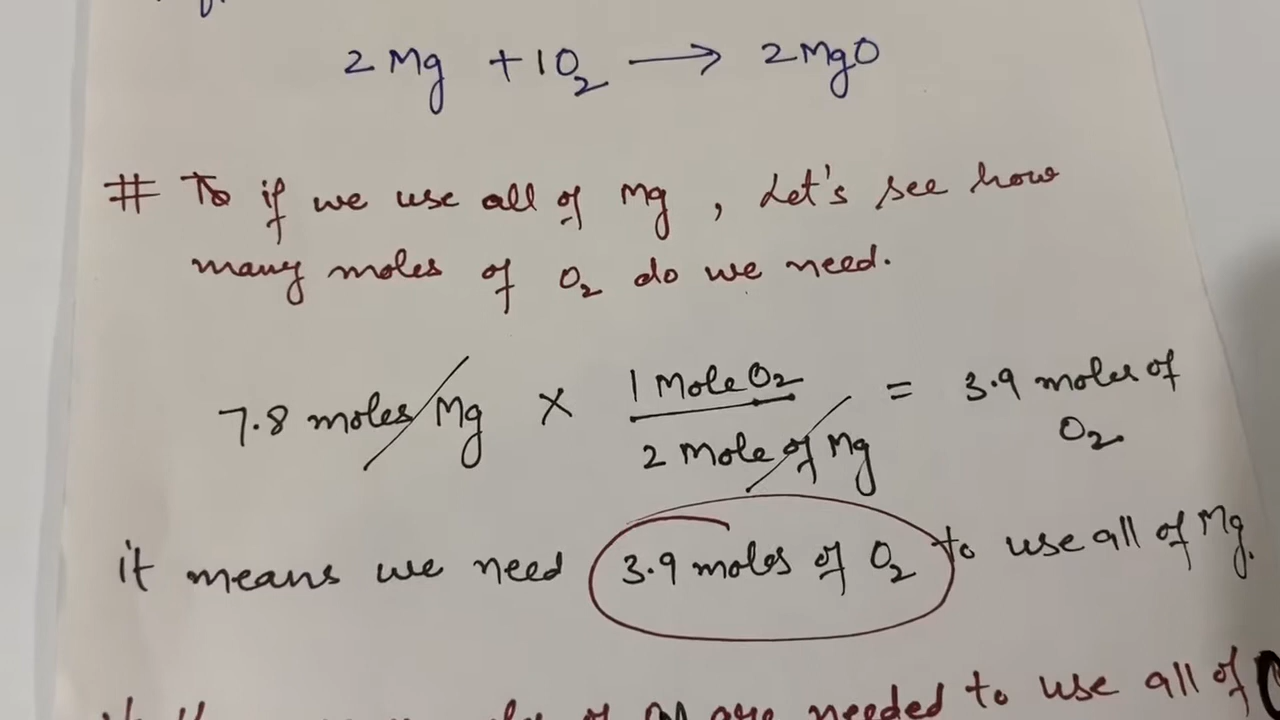 2 Mg + 1O₂ → 2MgO
# To if we use all of Mg, Let's see how
many moles of O₂ do we need.
7.8 moles Mg × 1 Mole O₂ / 2 Mole of Mg = 3.9 moles of O₂
it means we need 3.9 moles of O₂ to use all of Mg.
are needed to use all of